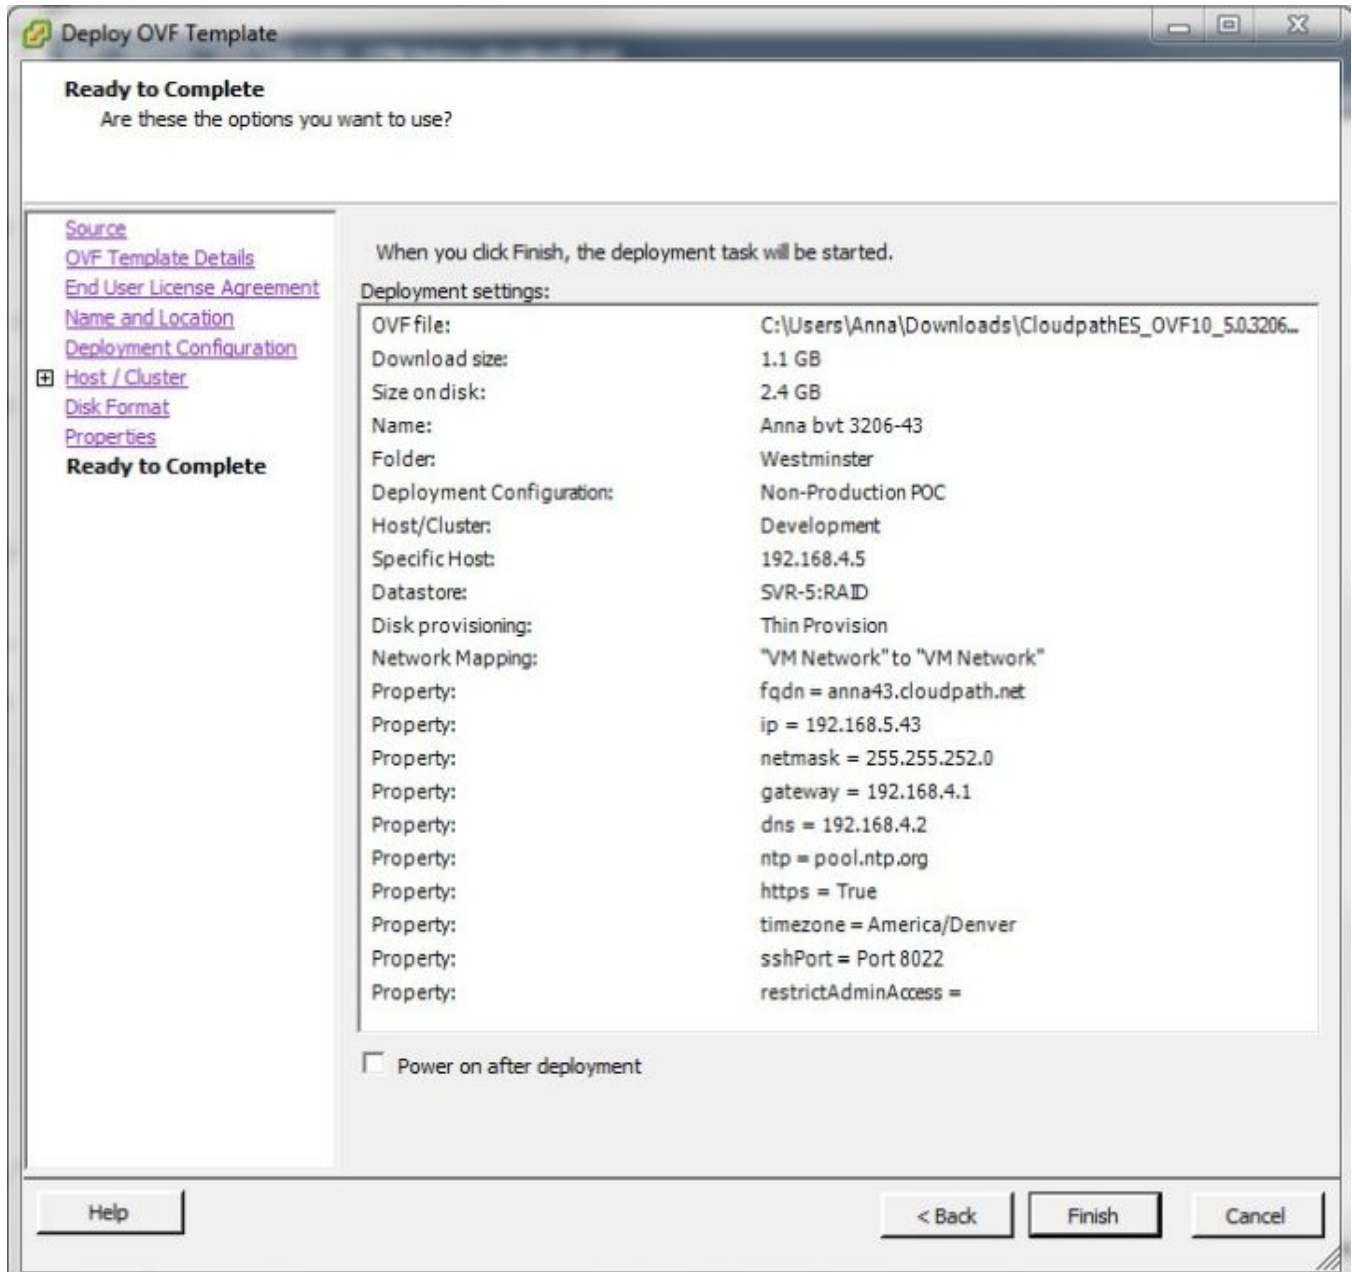 Deploy OVF Template
Ready to Complete
Are these the options you want to use?
Source
OVF Template Details
End User License Agreement
Name and Location
Deployment Configuration
Host / Cluster
Disk Format
Properties
Ready to Complete
When you click Finish, the deployment task will be started.
Deployment settings:
OVF file: C:\Users\Anna\Downloads\CloudpathES_OVF10_5.0.3206...
Download size: 1.1 GB
Size on disk: 2.4 GB
Name: Anna bvt 3206-43
Folder: Westminster
Deployment Configuration: Non-Production POC
Host/Cluster: Development
Specific Host: 192.168.4.5
Datastore: SVR-5:RAID
Disk provisioning: Thin Provision
Network Mapping: "VM Network" to "VM Network"
Property: fqdn = anna43.cloudpath.net
Property: ip = 192.168.5.43
Property: netmask = 255.255.252.0
Property: gateway = 192.168.4.1
Property: dns = 192.168.4.2
Property: ntp = pool.ntp.org
Property: https = True
Property: timezone = America/Denver
Property: sshPort = Port 8022
Property: restrictAdminAccess =
Power on after deployment
Help
< Back
Finish
Cancel